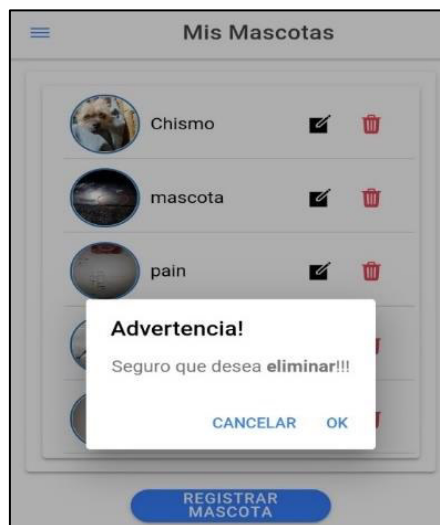 Mis Mascotas
Chismo
mascota
pain
Advertencia!
Seguro que desea eliminar!!!
CANCELAR OK
REGISTRAR
MASCOTA